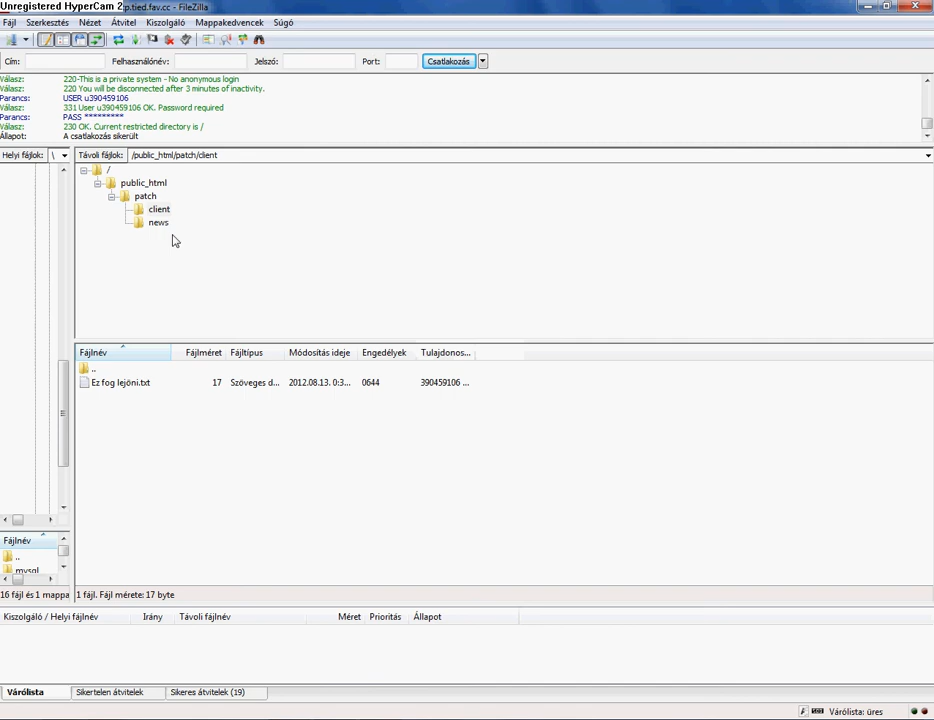 Unregistered HyperCam 2
p.tied.fav.cc - FileZilla
Fájl Szerkesztés Nézet Átvitel Kiszolgáló Mappakedvencek Súgó
Cím: Felhasználónév: Jelszó: Port: Csatlakozás
Válasz: 220-This is a private system - No anonymous login
Válasz: 220 You will be disconnected after 3 minutes of inactivity.
Parancs: USER u390459106
Válasz: 331 User u390459106 OK. Password required
Parancs: PASS *********
Válasz: 230 OK. Current restricted directory is /
Állapot: A csatlakozás sikerült
Helyi fájlok: \ Távoli fájlok: /public_html/patch/client
/
public_html
patch
client
news
Fájlnév Fájlméret Fájltípus Módosítás ideje Engedélyek Tulajdonos...
..
Ez fog lejöni.txt 17 Szöveges d... 2012.08.13. 0:3... 0644 390459106 ...
Fájlnév
..
mysql
16 fájl és 1 mappa 1 fájl. Fájl mérete: 17 byte
Kiszolgáló / Helyi fájlnév Irány Távoli fájlnév Méret Prioritás Állapot
Várólista Sikertelen átvitelek Sikeres átvitelek (19)
Várólista: üres